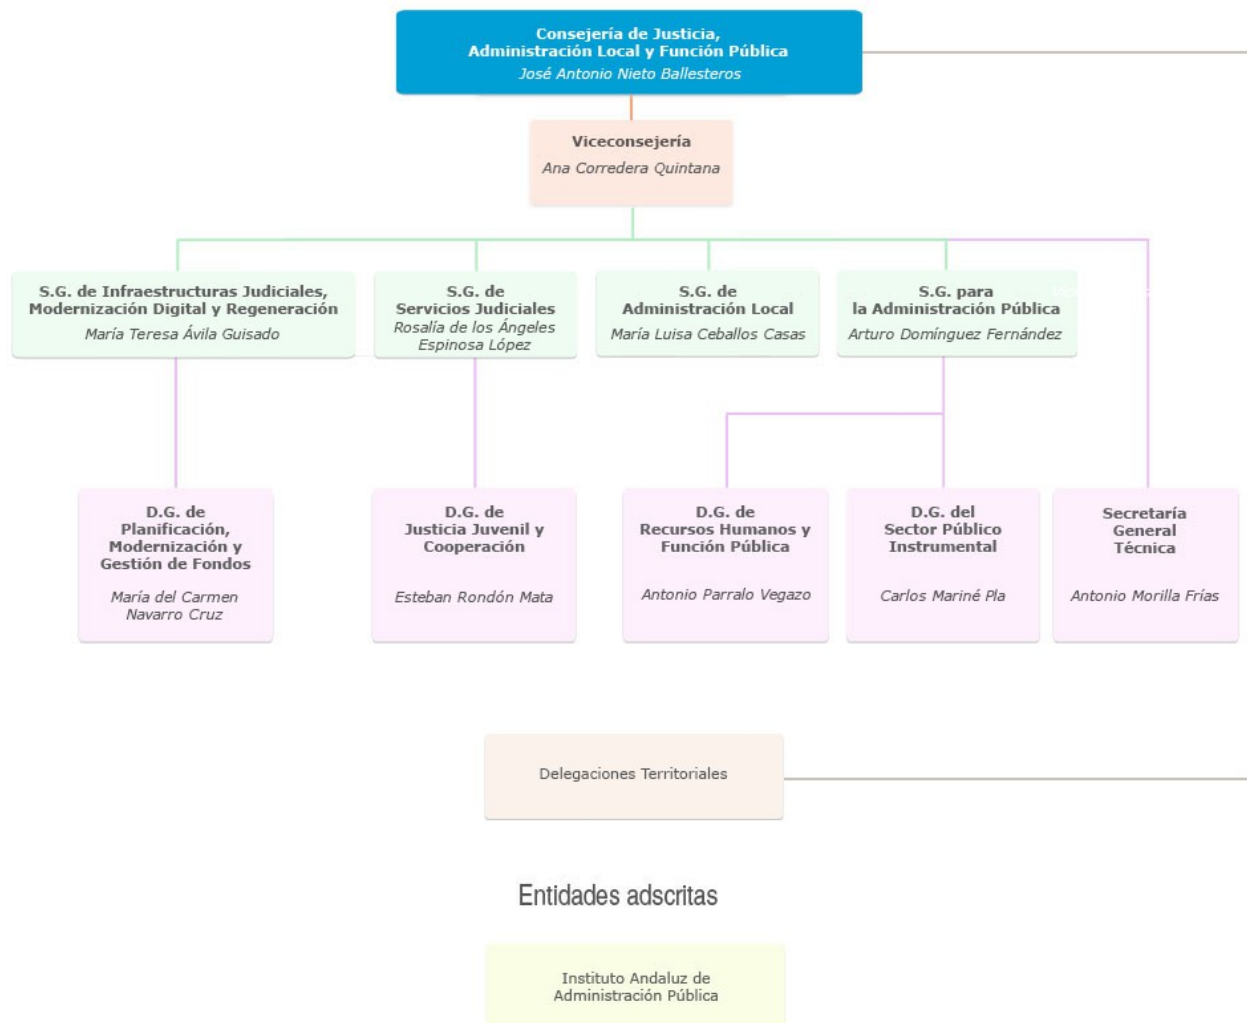 Consejería de Justicia,
Administración Local y Función Pública
José Antonio Nieto Ballesteros
Viceconsejería
Ana Corredera Quintana
S.G. de Infraestructuras Judiciales,
Modernización Digital y Regeneración
María Teresa Ávila Guisado
S.G. de
Servicios Judiciales
Rosalía de los Ángeles
Espinosa López
S.G. de
Administración Local
María Luisa Ceballos Casas
S.G. para
la Administración Pública
Arturo Domínguez Fernández
D.G. de
Planificación,
Modernización y
Gestión de Fondos
María del Carmen
Navarro Cruz
D.G. de
Justicia Juvenil y
Cooperación
Esteban Rondón Mata
D.G. de
Recursos Humanos y
Función Pública
Antonio Parralo Vegazo
D.G. del
Sector Público
Instrumental
Carlos Mariné Pla
Secretaría
General
Técnica
Antonio Morilla Frías
Delegaciones Territoriales
Entidades adscritas
Instituto Andaluz de
Administración Pública